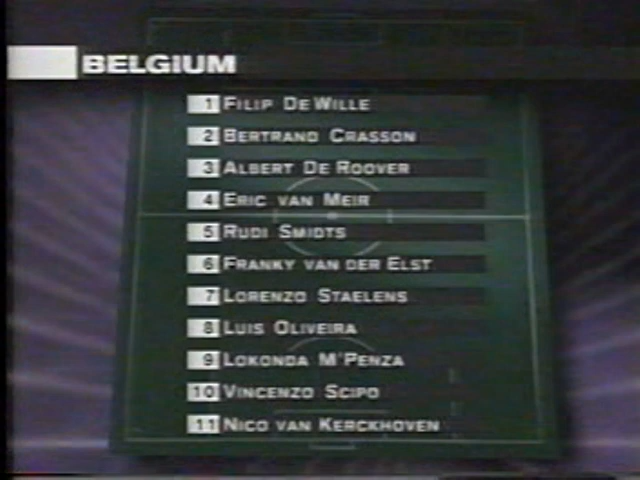 BELGIUM
1 FILIP DE WILLE
2 BERTRAND CRASSON
3 ALBERT DE ROOVER
4 ERIC VAN MEIR
5 RUDI SMIDTS
6 FRANKY VAN DER ELST
7 LORENZO STAELENS
8 LUIS OLIVEIRA
9 LOKONDA M'PENZA
10 VINCENZO SCIPO
11 NICO VAN KERCKHOVEN